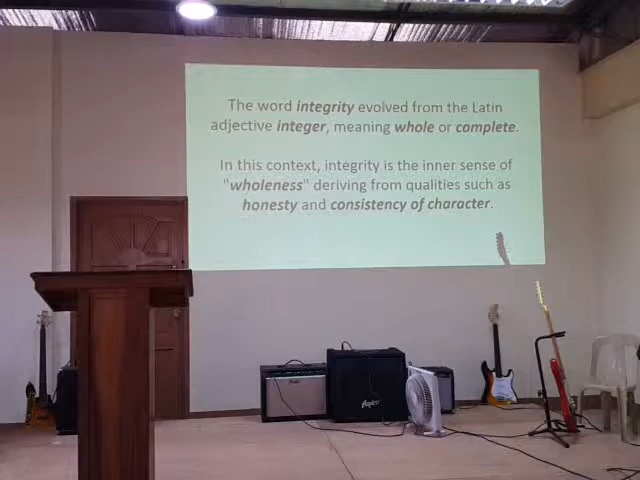 The word integrity evolved from the Latin
adjective integer, meaning whole or complete.
In this context, integrity is the inner sense of
"wholeness" deriving from qualities such as
honesty and consistency of character.